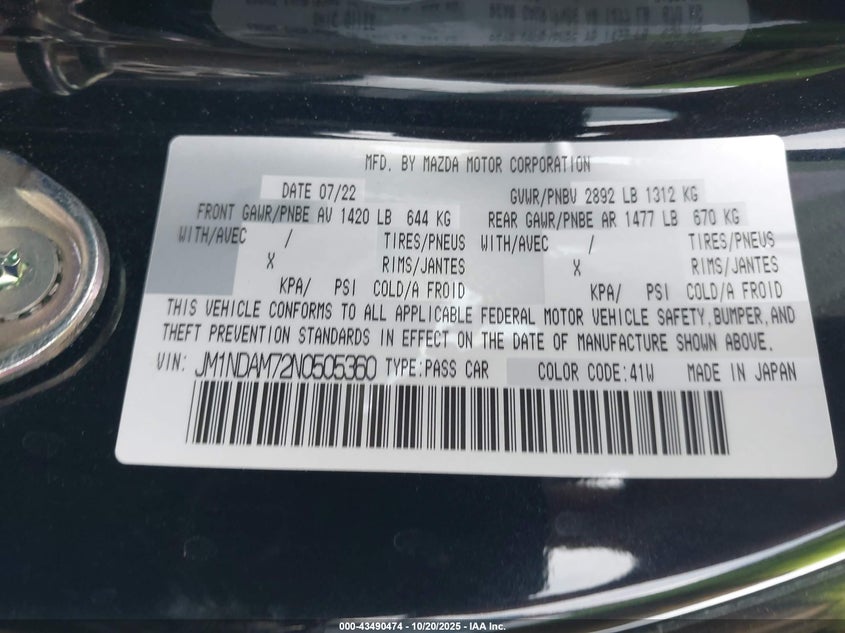 MFD. BY MAZDA MOTOR CORPORATION
DATE 07/22 GVWR/PNBV 2892 LB 1312 KG
FRONT GAWR/PNBE AV 1420 LB 644 KG REAR GAWR/PNBE AR 1477 LB 670 KG
WITH/AVEC / TIRES/PNEUS WITH/AVEC / TIRES/PNEUS
X RIMS/JANTES X RIMS/JANTES
KPA/ PSI COLD/A FROID KPA/ PSI COLD/A FROID
THIS VEHICLE CONFORMS TO ALL APPLICABLE FEDERAL MOTOR VEHICLE SAFETY,BUMPER,AND
THEFT PREVENTION STANDARDS IN EFFECT ON THE DATE OF MANUFACTURE SHOWN ABOVE.
VIN: JM1NDAM72N0505360 TYPE:PASS CAR COLOR CODE:41W MADE IN JAPAN
000-43490474 - 10/20/2025 - IAA Inc.